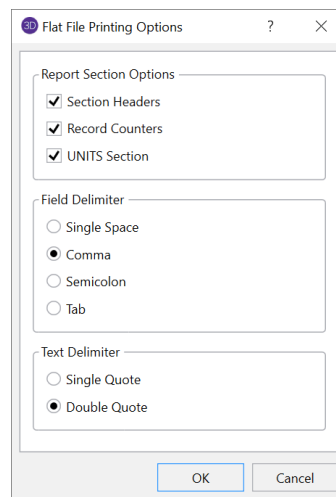 3D Flat File Printing Options ?
Report Section Options
Section Headers
Record Counters
UNITS Section
Field Delimiter
Single Space
Comma
Semicolon
Tab
Text Delimiter
Single Quote
Double Quote
OK Cancel